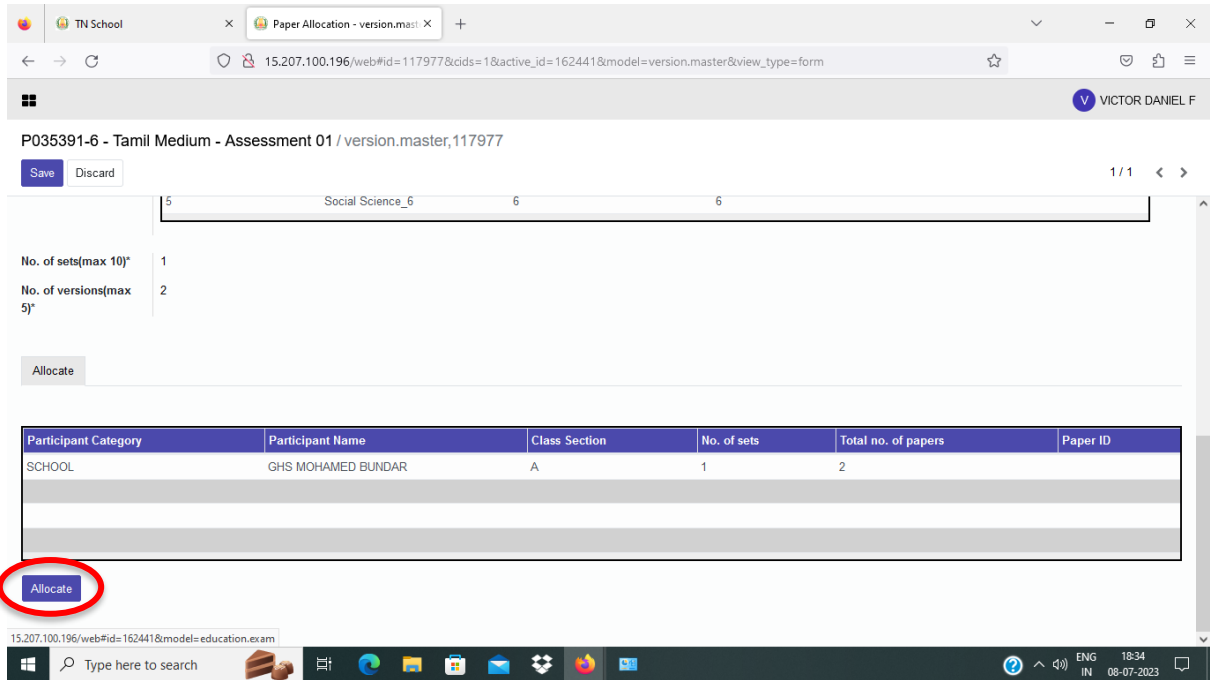 TN School
Paper Allocation - version.mast
15.207.100.196/web#id=117977&cids=1&active_id=162441&model=version.master&view_type=form
V VICTOR DANIEL F
P035391-6 - Tamil Medium - Assessment 01 / version.master,117977
Save Discard 1 / 1
5 Social Science_6 6 6
No. of sets(max 10)* 1
No. of versions(max 2
5)*
Allocate
Participant Category Participant Name Class Section No. of sets Total no. of papers Paper ID
SCHOOL GHS MOHAMED BUNDAR A 1 2
Allocate
15.207.100.196/web#id=162441&model=education.exam
Type here to search
ENG 18:34
IN 08-07-2023